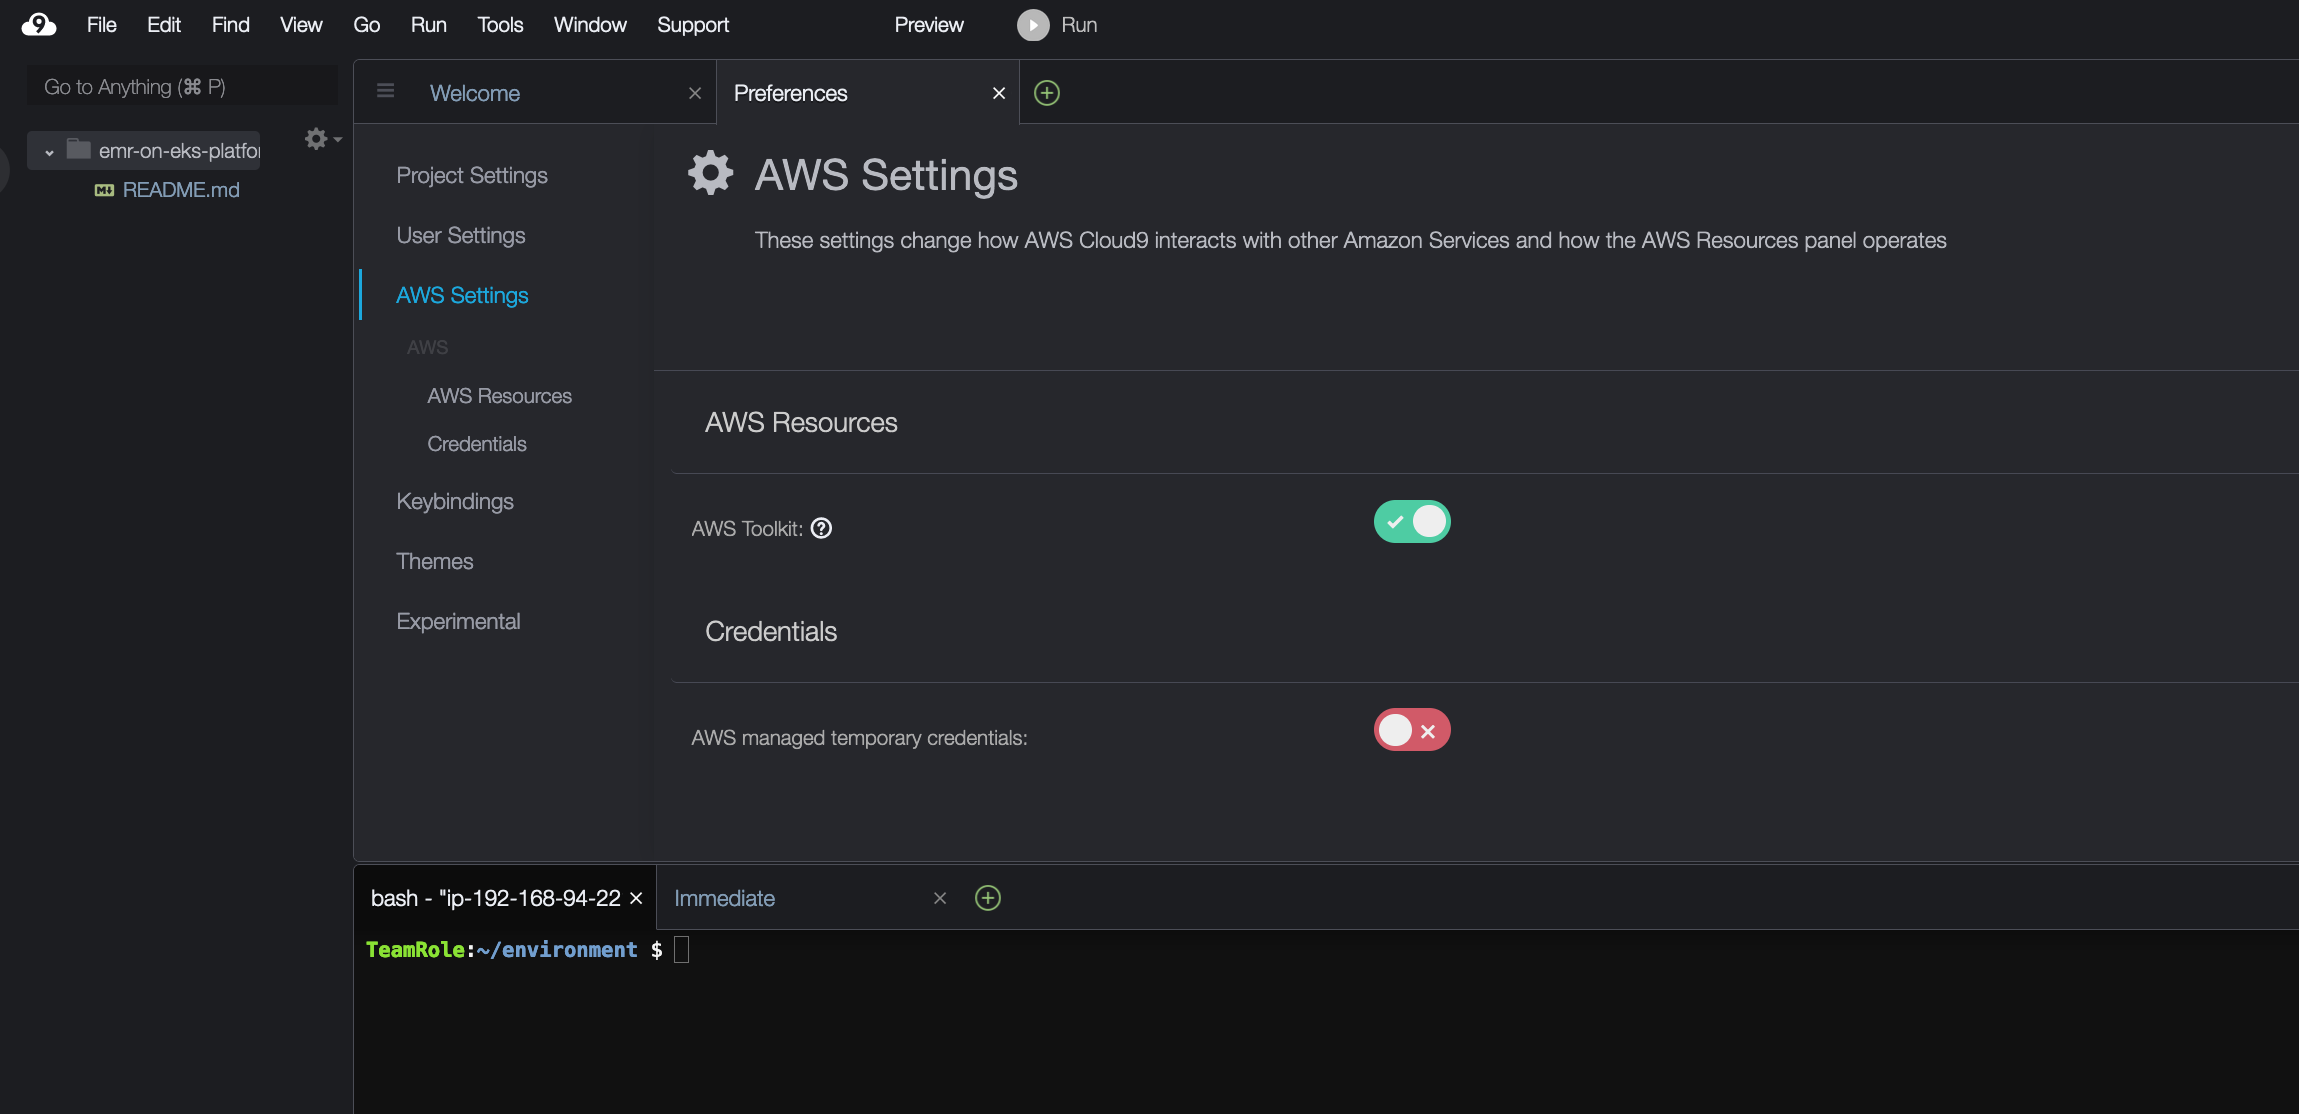 9 File Edit Find View Go Run Tools Window Support Preview Run
Go to Anything (⌘ P)
Welcome Preferences
emr-on-eks-platfor
README.md
Project Settings
User Settings
AWS Settings
AWS
AWS Resources
Credentials
Keybindings
Themes
Experimental
AWS Settings
These settings change how AWS Cloud9 interacts with other Amazon Services and how the AWS Resources panel operates
AWS Resources
AWS Toolkit:
Credentials
AWS managed temporary credentials:
bash - "ip-192-168-94-22 Immediate
TeamRole:~/environment $